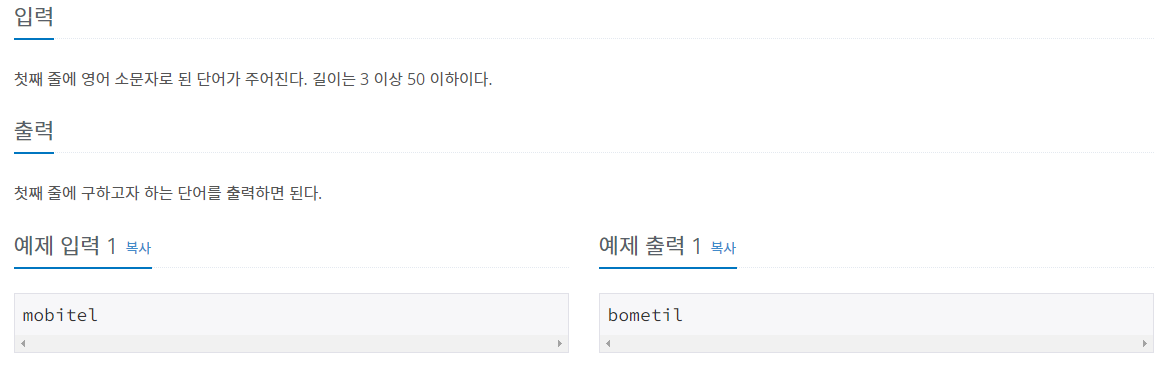 입력
첫째 줄에 영어 소문자로 된 단어가 주어진다. 길이는 3 이상 50 이하이다.
출력
첫째 줄에 구하고자 하는 단어를 출력하면 된다.
예제 입력 1 복사
mobitel
예제 출력 1 복사
bometil